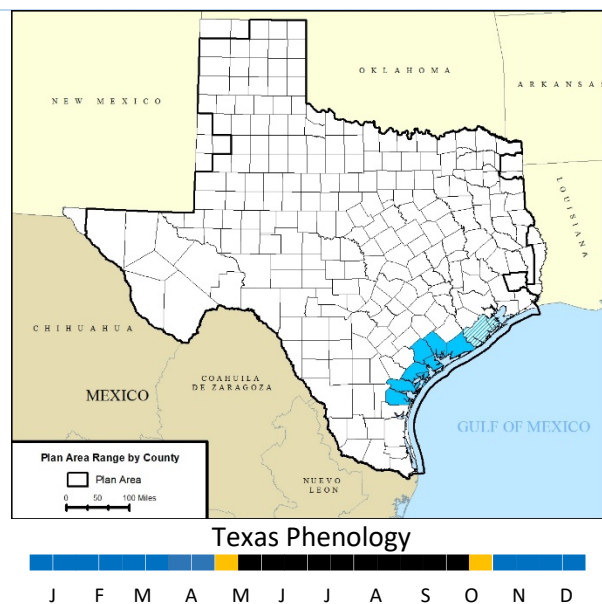 OKLAHOMA
ARKANSAS
NEW MEXICO
LOUISIANA
CHIHUAHUA
COAHUILA
DE ZARAGOZA
MEXICO
GULF OF MEXICO
NUEVO
LEON
Plan Area Range by County
Plan Area
0 50 100 Miles
Texas Phenology
J F M A M J J A S O N D